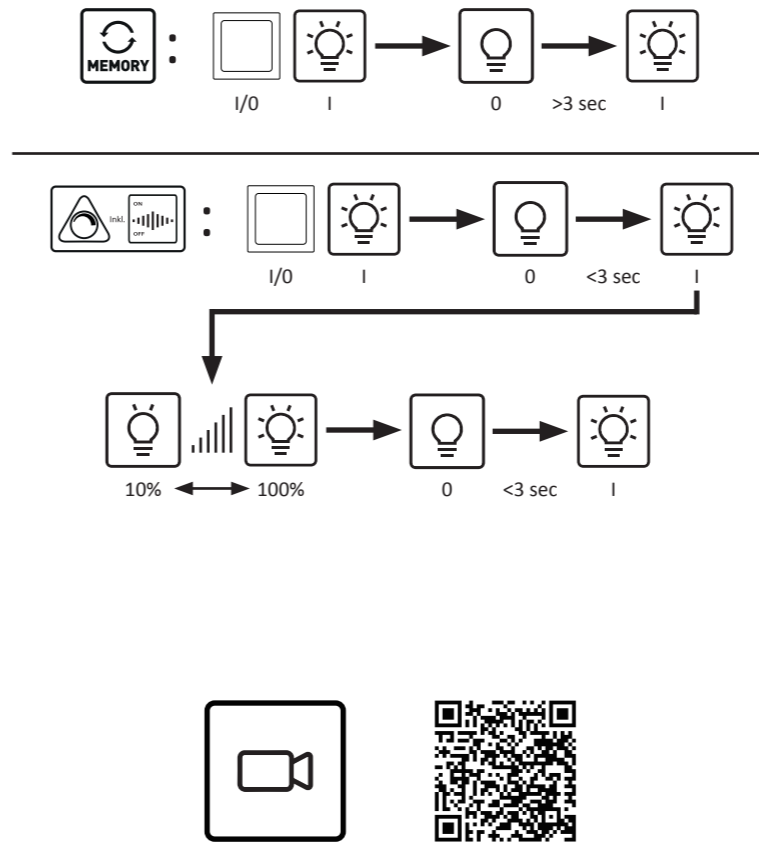 MEMORY
:
I/0 I 0 >3 sec I
ON
Inkl.
OFF
:
I/0 I 0 <3 sec I
10% 100% 0 <3 sec I